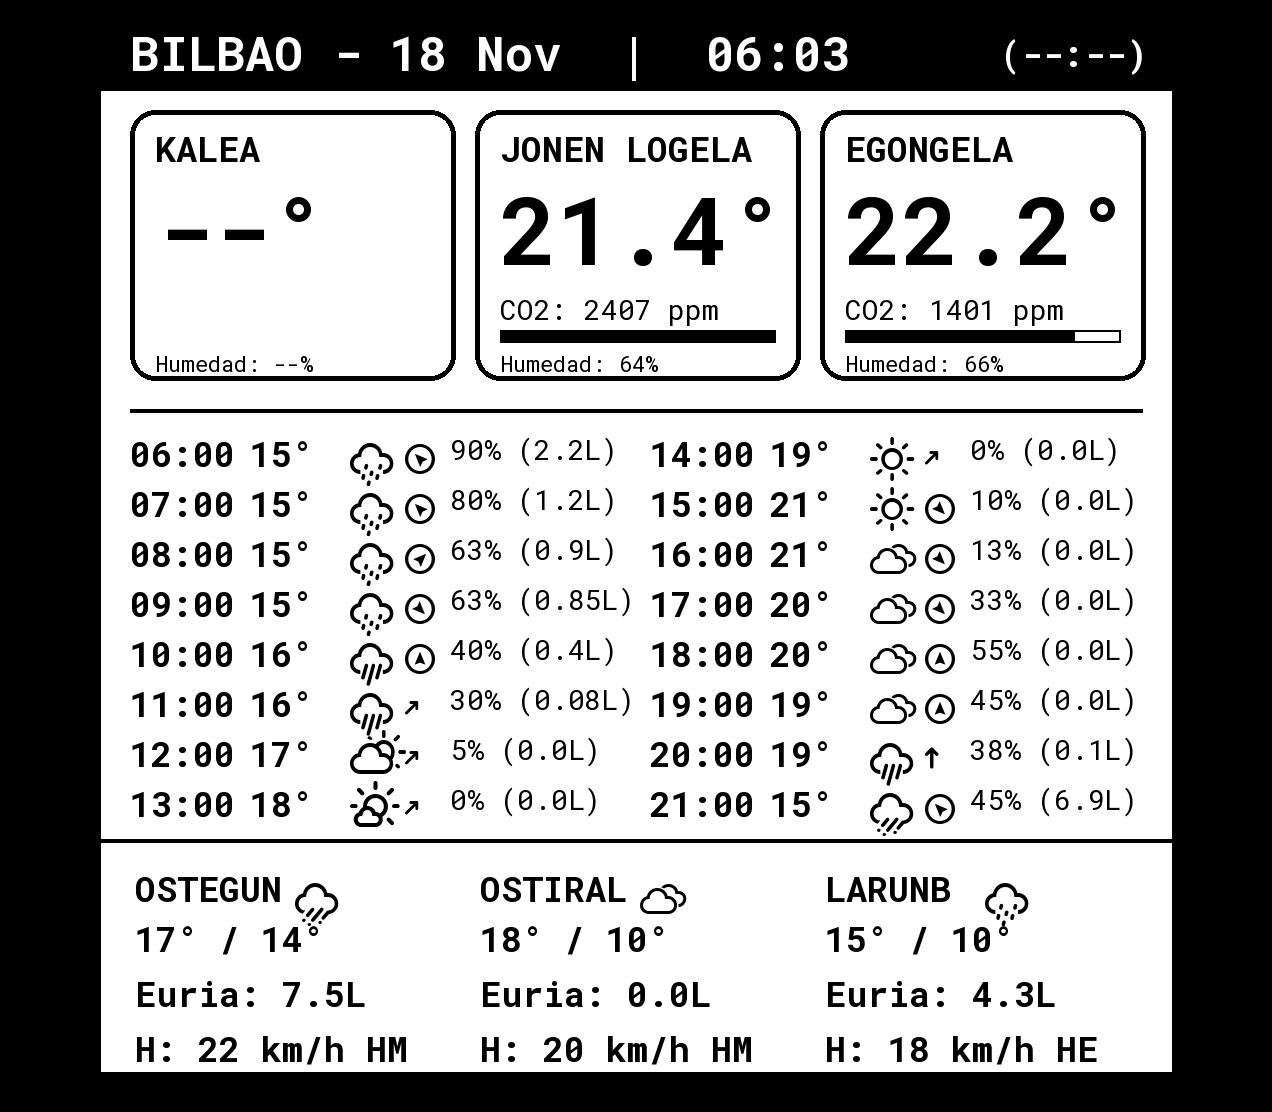 BILBAO - 18 Nov | 06:03 (--:--)
KALEA
--°
Humedad: --%
JONEN LOGELA
21.4°
CO2: 2407 ppm
Humedad: 64%
EGONGELA
22.2°
CO2: 1401 ppm
Humedad: 66%
06:00 15° 90% (2.2L)
07:00 15° 80% (1.2L)
08:00 15° 63% (0.9L)
09:00 15° 63% (0.85L)
10:00 16° 40% (0.4L)
11:00 16° 30% (0.08L)
12:00 17° 5% (0.0L)
13:00 18° 0% (0.0L)
14:00 19° 0% (0.0L)
15:00 21° 10% (0.0L)
16:00 21° 13% (0.0L)
17:00 20° 33% (0.0L)
18:00 20° 55% (0.0L)
19:00 19° 45% (0.0L)
20:00 19° 38% (0.1L)
21:00 15° 45% (6.9L)
OSTEGUN
17° / 14°
Euria: 7.5L
H: 22 km/h HM
OSTIRAL
18° / 10°
Euria: 0.0L
H: 20 km/h HM
LARUNB
15° / 10°
Euria: 4.3L
H: 18 km/h HE